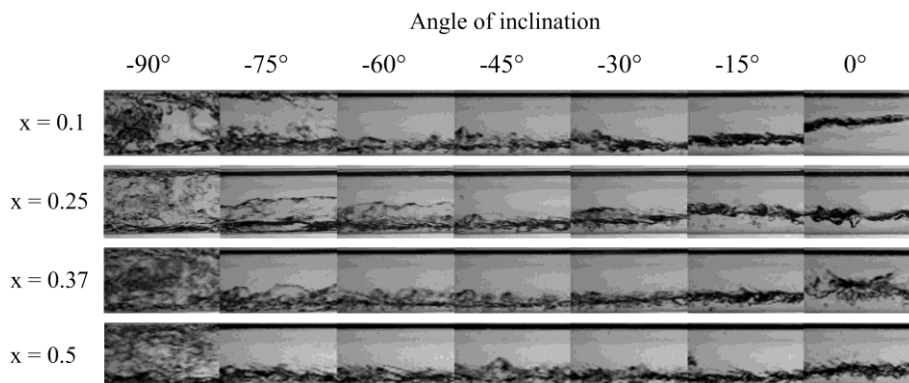 Angle of inclination
-90° -75° -60° -45° -30° -15° 0°
x = 0.1
x = 0.25
x = 0.37
x = 0.5